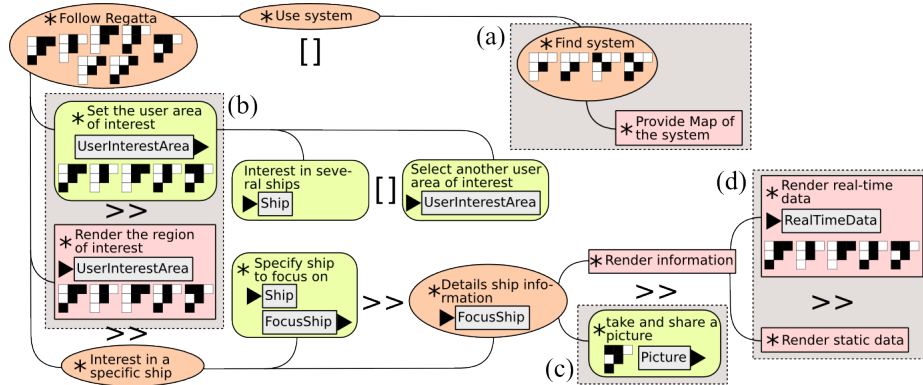 * Follow Regatta
* Use system
[]
(a)
* Find system
* Provide Map of
the system
(b)
* Set the user area
of interest
UserInterestArea
>>
* Render the region
of interest
UserInterestArea
>>
Interest in seve-
ral ships
Ship
[]
Select another user
area of interest
UserInterestArea
* Specify ship
to focus on
Ship
FocusShip
>>
* Details ship info-
rmation
FocusShip
* Interest in a
specific ship
* Render information
>>
(c)
* take and share a
picture
Picture
(d)
* Render real-time
data
RealTimeData
>>
* Render static data